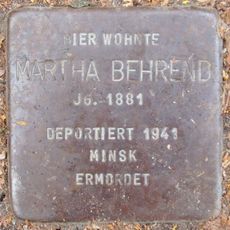 HIER WOHNTE
MARTHA BEHREND
JG. 1881
DEPORTIERT 1941
MINSK
ERMORDET